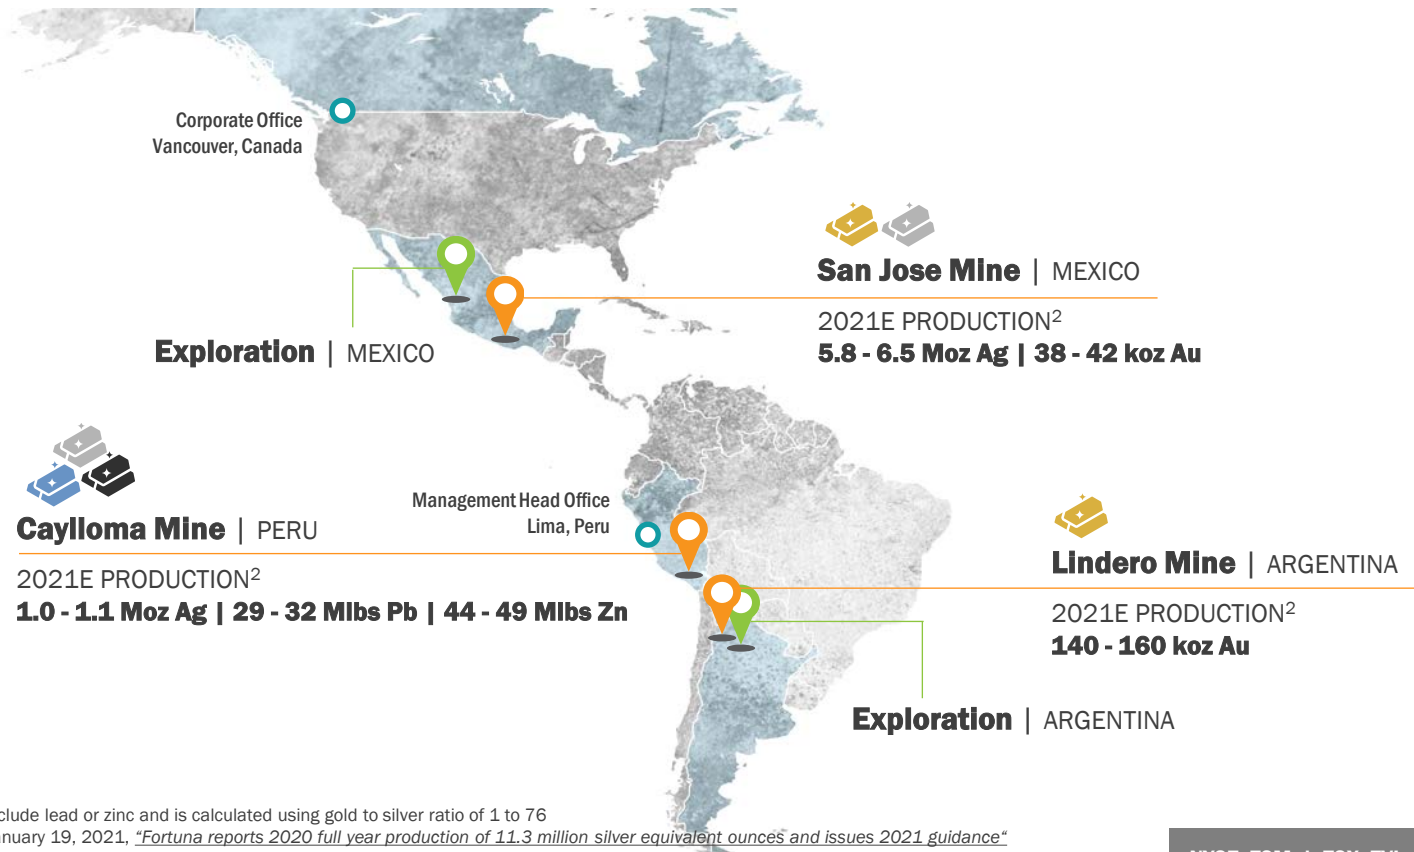 Corporate Office
Vancouver, Canada
San Jose Mine | MEXICO
2021E PRODUCTION²
5.8 - 6.5 Moz Ag | 38 - 42 koz Au
Exploration | MEXICO
Caylloma Mine | PERU
2021E PRODUCTION²
1.0 - 1.1 Moz Ag | 29 - 32 Mlbs Pb | 44 - 49 Mlbs Zn
Management Head Office
Lima, Peru
Lindero Mine | ARGENTINA
2021E PRODUCTION²
140 - 160 koz Au
Exploration | ARGENTINA
lead or zinc and is calculated using gold to silver ratio of 1 to 76
19, 2021, “Fortuna reports 2020 full year production of 11.3 million silver equivalent ounces and issues 2021 guidance“